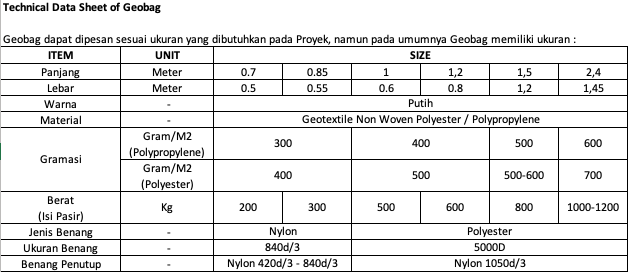 Technical Data Sheet of Geobag
Geobag dapat dipesan sesuai ukuran yang dibutuhkan pada Proyek, namun pada umumnya Geobag memiliki ukuran :
ITEM UNIT SIZE
Panjang Meter 0.7 0.85 1 1,2 1,5 2,4
Lebar Meter 0.5 0.55 0.6 0.8 1,2 1,45
Warna - Putih
Material - Geotextile Non Woven Polyester / Polypropylene
Gramasi
Gram/M2
(Polypropylene) 300 400 500 600
Gram/M2
(Polyester) 400 500 500-600 700
Berat
(Isi Pasir) Kg 200 300 500 600 800 1000-1200
Jenis Benang - Nylon Polyester
Ukuran Benang - 840d/3 5000D
Benang Penutup - Nylon 420d/3 - 840d/3 Nylon 1050d/3